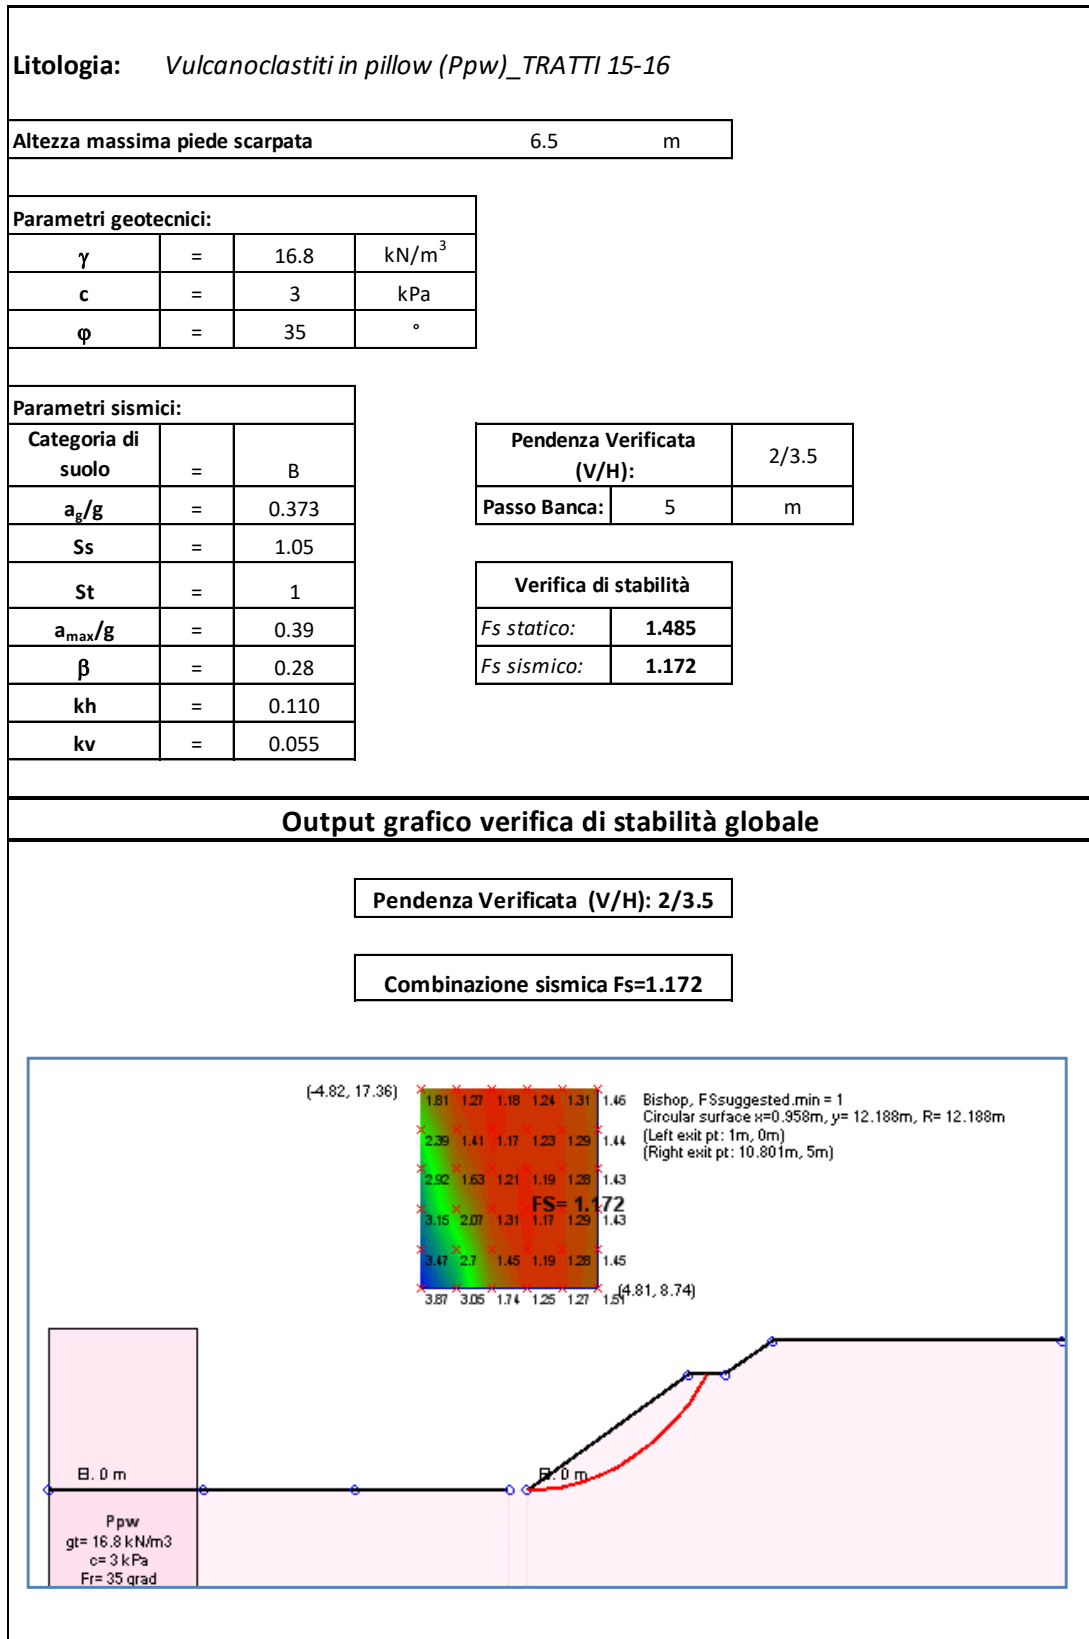 Litologia: Vulcanoclastiti in pillow (Ppw)_TRATTI 15-16
Altezza massima piede scarpata 6.5 m
Parametri geotecnici:
γ = 16.8 kN/m³
c = 3 kPa
φ = 35 °
Parametri sismici:
Categoria di suolo = B
ag/g = 0.373
Ss = 1.05
St = 1
amax/g = 0.39
β = 0.28
kh = 0.110
kv = 0.055
Pendenza Verificata (V/H): 2/3.5
Passo Banca: 5 m
Verifica di stabilità
Fs statico: 1.485
Fs sismico: 1.172
Output grafico verifica di stabilità globale
Pendenza Verificata (V/H): 2/3.5
Combinazione sismica Fs=1.172
(-4.82, 17.36)
1.81 1.27 1.18 1.24 1.31 1.46
2.39 1.41 1.17 1.23 1.29 1.44
2.92 1.63 1.21 1.19 1.28 1.43
FS= 1.172
3.15 2.07 1.31 1.17 1.29 1.43
3.47 2.7 1.45 1.19 1.28 1.45
3.87 3.05 1.74 1.25 1.27 1.51
(4.81, 8.74)
Bishop, FSsuggested.min = 1
Circular surface x=0.958m, y= 12.188m, R= 12.188m
(Left exit pt: 1m, 0m)
(Right exit pt: 10.801m, 5m)
El. 0 m
El. 0 m
Ppw
gt= 16.8 kN/m3
c= 3 kPa
Fr= 35 grad